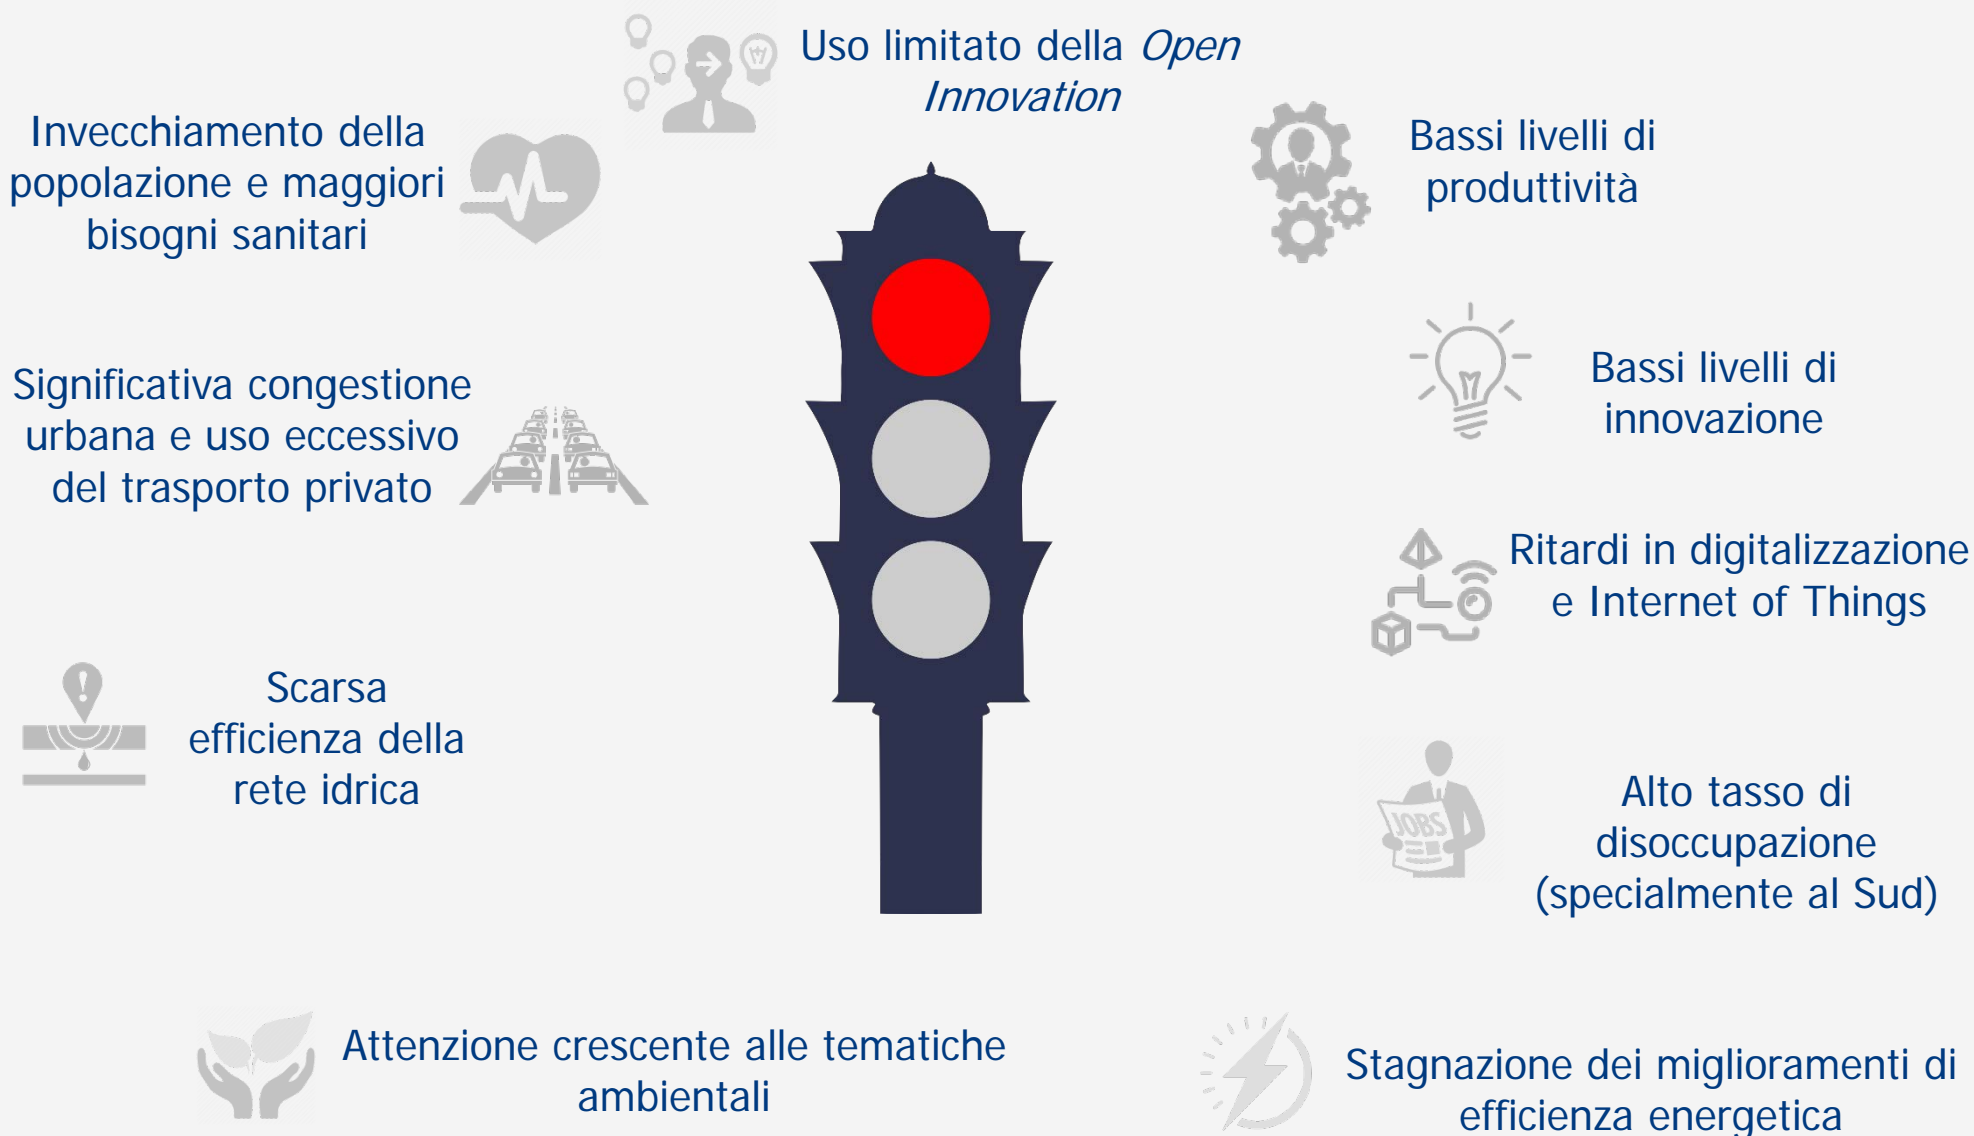 Uso limitato della Open
Innovation
Invecchiamento della
popolazione e maggiori
bisogni sanitari
Bassi livelli di
produttività
Significativa congestione
urbana e uso eccessivo
del trasporto privato
Bassi livelli di
innovazione
Ritardi in digitalizzazione
e Internet of Things
Scarsa
efficienza della
rete idrica
JOBS
Alto tasso di
disoccupazione
(specialmente al Sud)
Attenzione crescente alle tematiche
ambientali
Stagnazione dei miglioramenti di
efficienza energetica